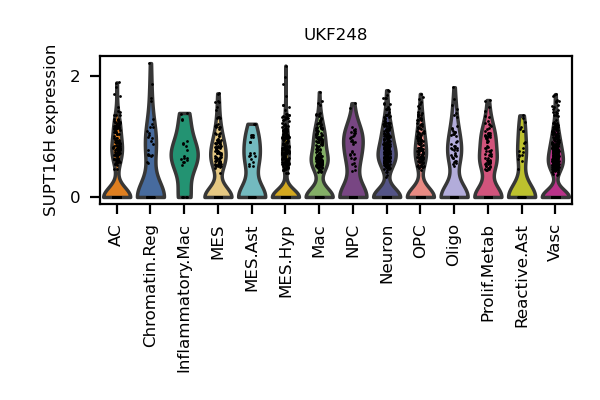 UKF248
SUPT16H expression
2
0
AC
Chromatin.Reg
Inflammatory.Mac
MES
MES.Ast
MES.Hyp
Mac
NPC
Neuron
OPC
Oligo
Prolif.Metab
Reactive.Ast
Vasc